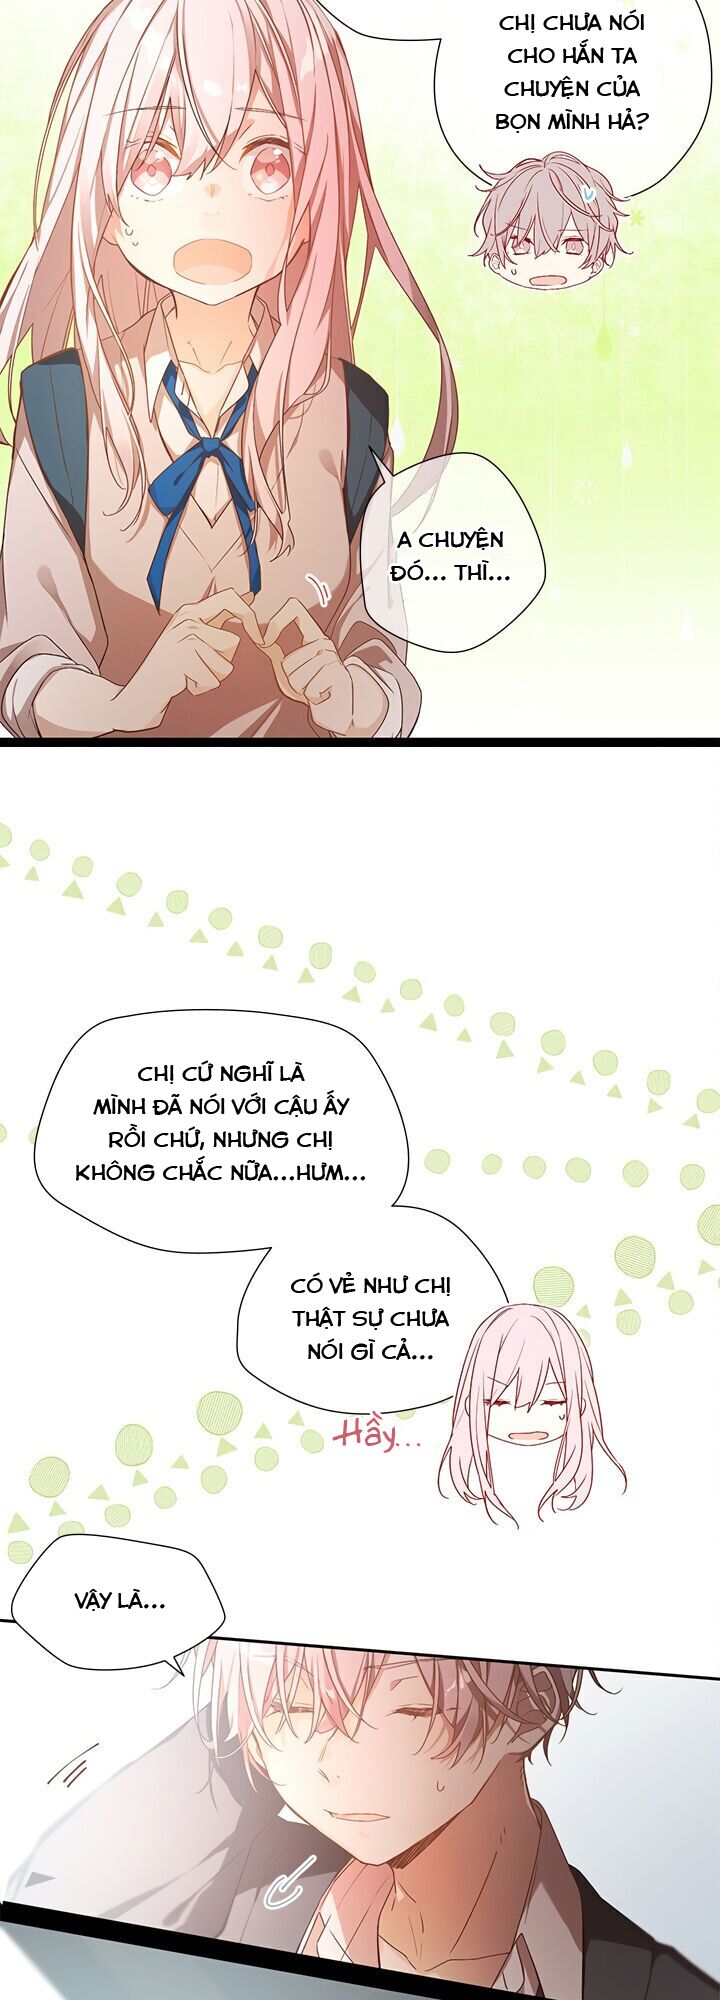 CHỊ CHƯA NÓI
CHO HẮN TA
CHUYỆN CỦA
BỌN MÌNH HẢ?
A CHUYỆN
ĐÓ... THÌ...
CHỊ CỨ NGHĨ LÀ
MÌNH ĐÃ NÓI VỚI CẬU ẤY
RỒI CHỨ, NHƯNG CHỊ
KHÔNG CHẮC NỮA...HƯM...
CÓ VẺ NHƯ CHỊ
THẬT SỰ CHƯA
NÓI GÌ CẢ...
Hầy...
VẬY LÀ...